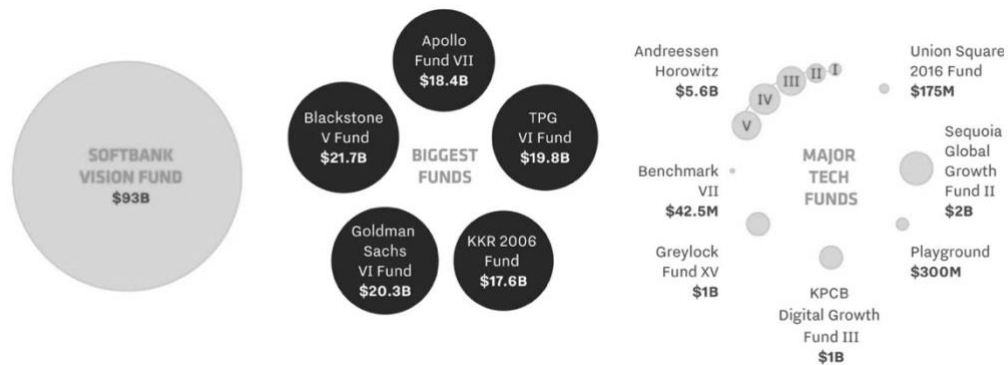 SOFTBANK
VISION FUND
$93B
Apollo
Fund VII
$18.4B
Blackstone
V Fund
$21.7B
BIGGEST
FUNDS
TPG
VI Fund
$19.8B
Goldman
Sachs
VI Fund
$20.3B
KKR 2006
Fund
$17.6B
Andreessen
Horowitz
$5.6B
V
IV
III
II
I
Union Square
2016 Fund
$175M
Benchmark
VII
$42.5M
MAJOR
TECH
FUNDS
Sequoia
Global
Growth
Fund II
$2B
Greylock
Fund XV
$1B
KPCB
Digital Growth
Fund III
$1B
Playground
$300M